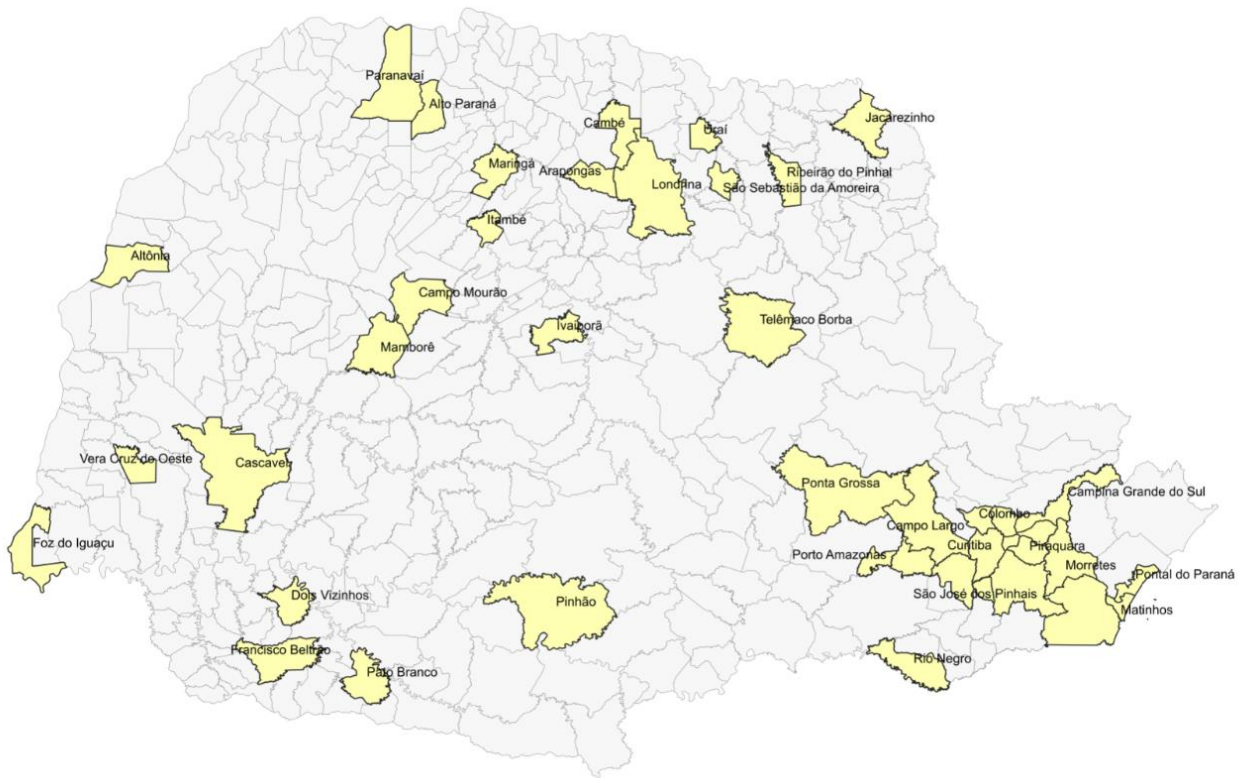 Paranavaí
Alto Paraná
Jacarezinho
Cambé
Uraí
Maringá
Arapongas
Ribeirão do Pinhal
Londrina
São Sebastião da Amoreira
Itambé
Altônia
Campo Mourão
Ivaiporã
Telêmaco Borba
Mamborê
Vera Cruz do Oeste
Cascavel
Ponta Grossa
Campina Grande do Sul
Colombo
Campo Largo
Foz do Iguaçu
Curitiba
Piraquara
Porto Amazonas
Morretes
Pontal do Paraná
Dois Vizinhos
São José dos Pinhais
Pinhão
Matinhos
Francisco Beltrão
Rio Negro
Pato Branco